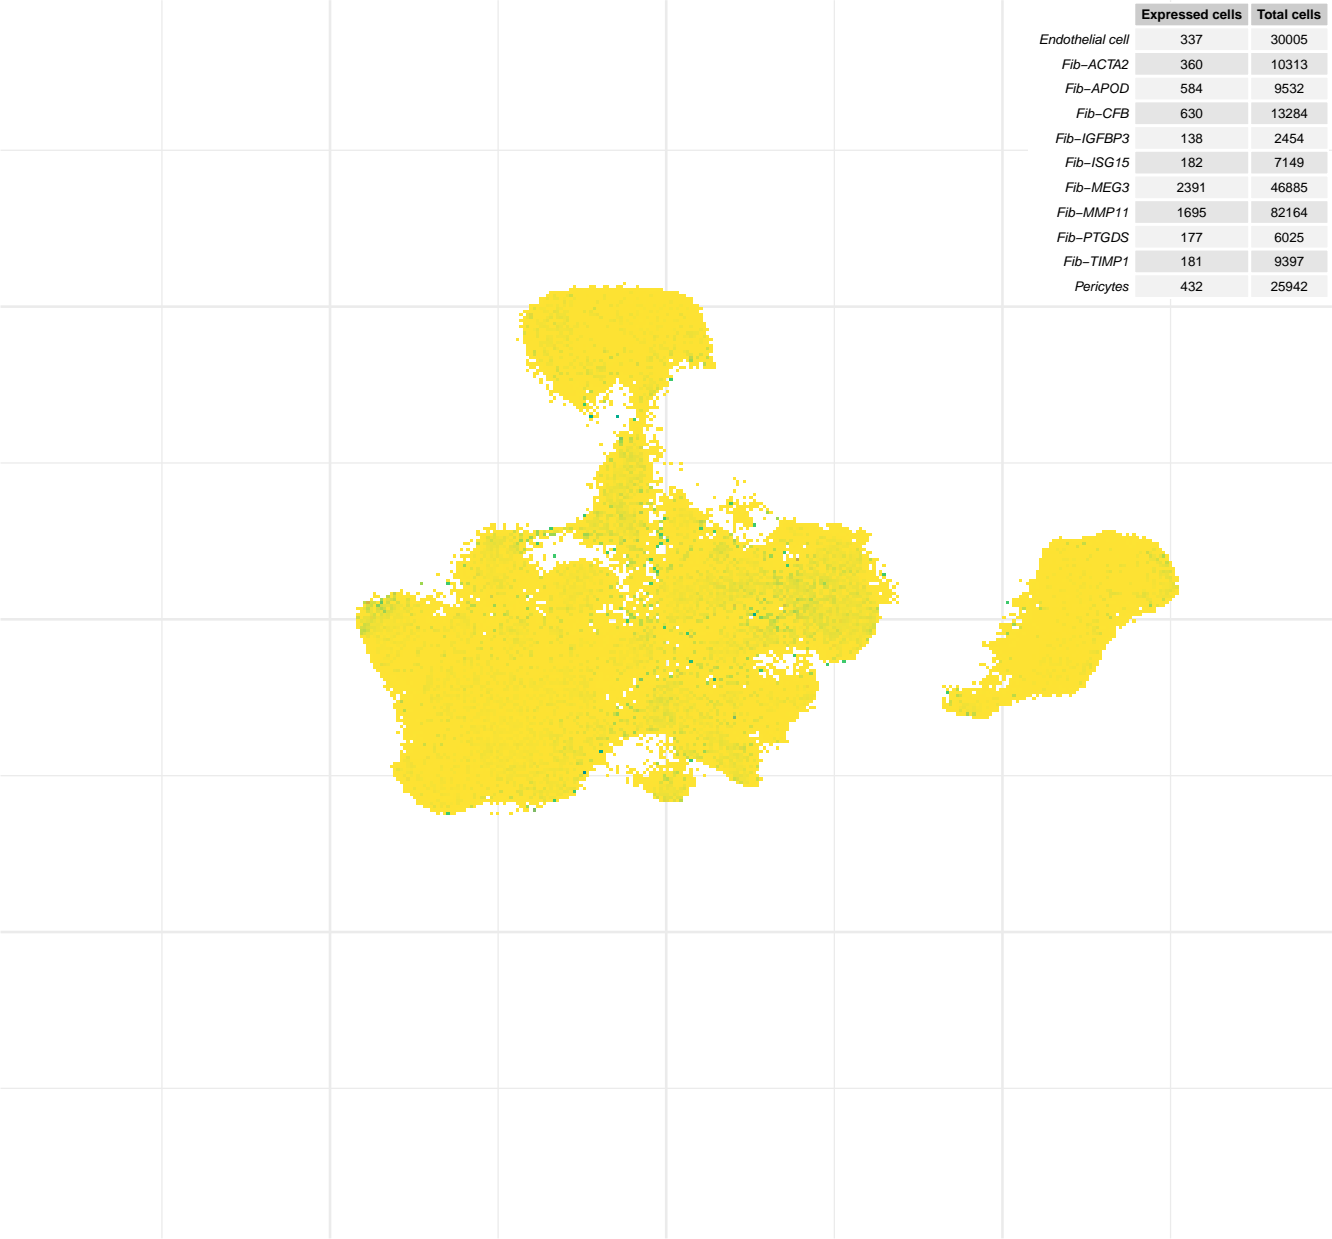 Expressed cells Total cells
Endothelial cell 337 30005
Fib−ACTA2 360 10313
Fib−APOD 584 9532
Fib−CFB 630 13284
Fib−IGFBP3 138 2454
Fib−ISG15 182 7149
Fib−MEG3 2391 46885
Fib−MMP11 1695 82164
Fib−PTGDS 177 6025
Fib−TIMP1 181 9397
Pericytes 432 25942